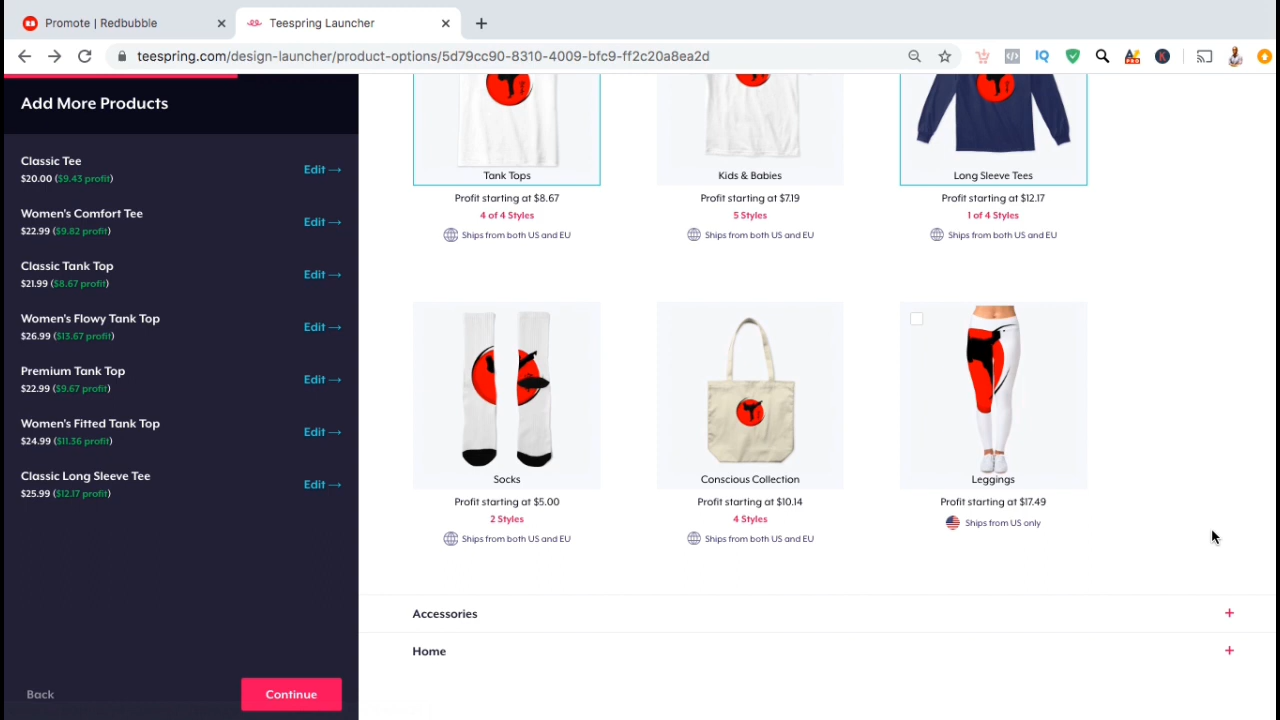 Promote | Redbubble
Teespring Launcher
teespring.com/design-launcher/product-options/5d79cc90-8310-4009-bfc9-ff2c20a8ea2d
Add More Products
Classic Tee
$20.00 ($9.43 profit)
Edit →
Women's Comfort Tee
$22.99 ($9.82 profit)
Edit →
Classic Tank Top
$21.99 ($8.67 profit)
Edit →
Women's Flowy Tank Top
$26.99 ($13.67 profit)
Edit →
Premium Tank Top
$22.99 ($9.67 profit)
Edit →
Women's Fitted Tank Top
$24.99 ($11.36 profit)
Edit →
Classic Long Sleeve Tee
$25.99 ($12.17 profit)
Edit →
Back
Continue
Tank Tops
Profit starting at $8.67
4 of 4 Styles
Ships from both US and EU
Kids & Babies
Profit starting at $7.19
5 Styles
Ships from both US and EU
Long Sleeve Tees
Profit starting at $12.17
1 of 4 Styles
Ships from both US and EU
Socks
Profit starting at $5.00
2 Styles
Ships from both US and EU
Conscious Collection
Profit starting at $10.14
4 Styles
Ships from both US and EU
Leggings
Profit starting at $17.49
Ships from US only
Accessories
Home